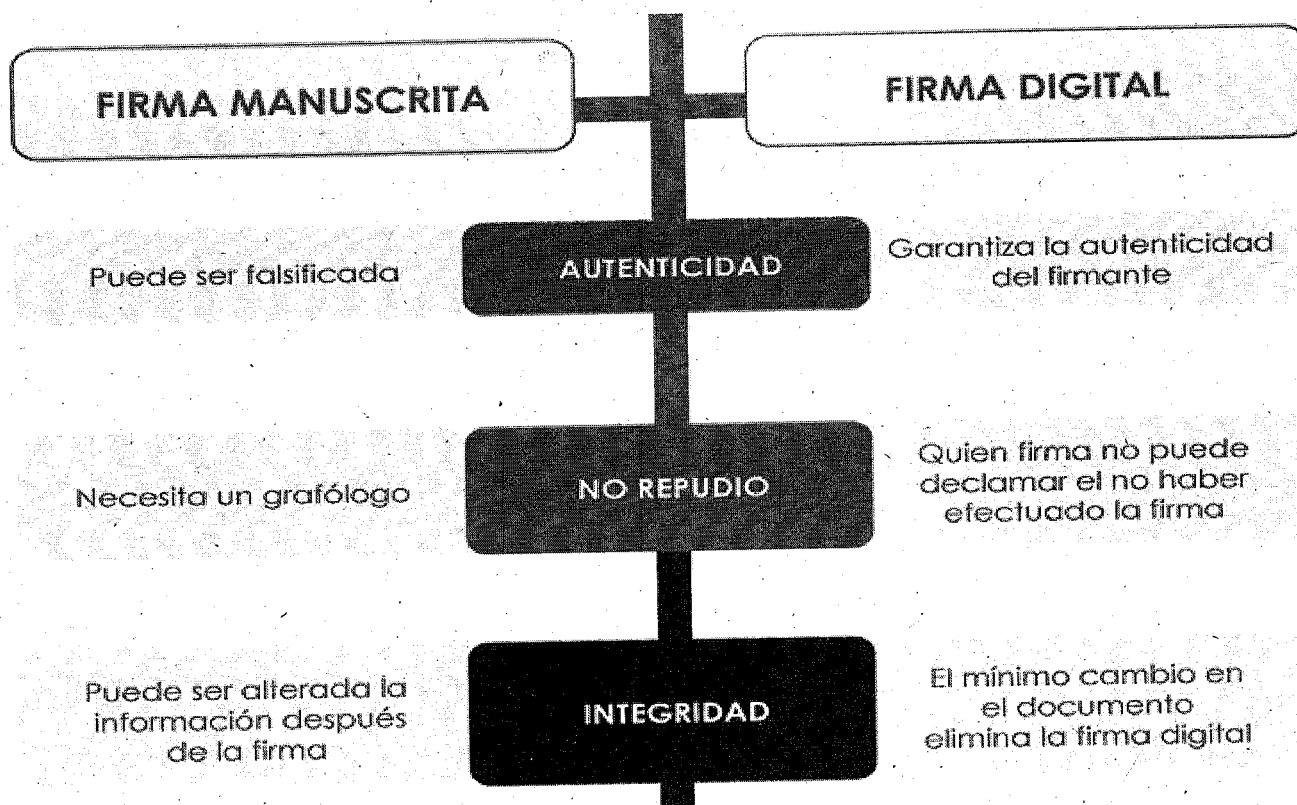 FIRMA MANUSCRITA
FIRMA DIGITAL
Puede ser falsificada
AUTENTICIDAD
Garantiza la autenticidad
del firmante
Necesita un grafólogo
NO REPUDIO
Quien firma no puede
declamar el no haber
efectuado la firma
Puede ser alterada la
información después
de la firma
INTEGRIDAD
El mínimo cambio en
el documento
elimina la firma digital